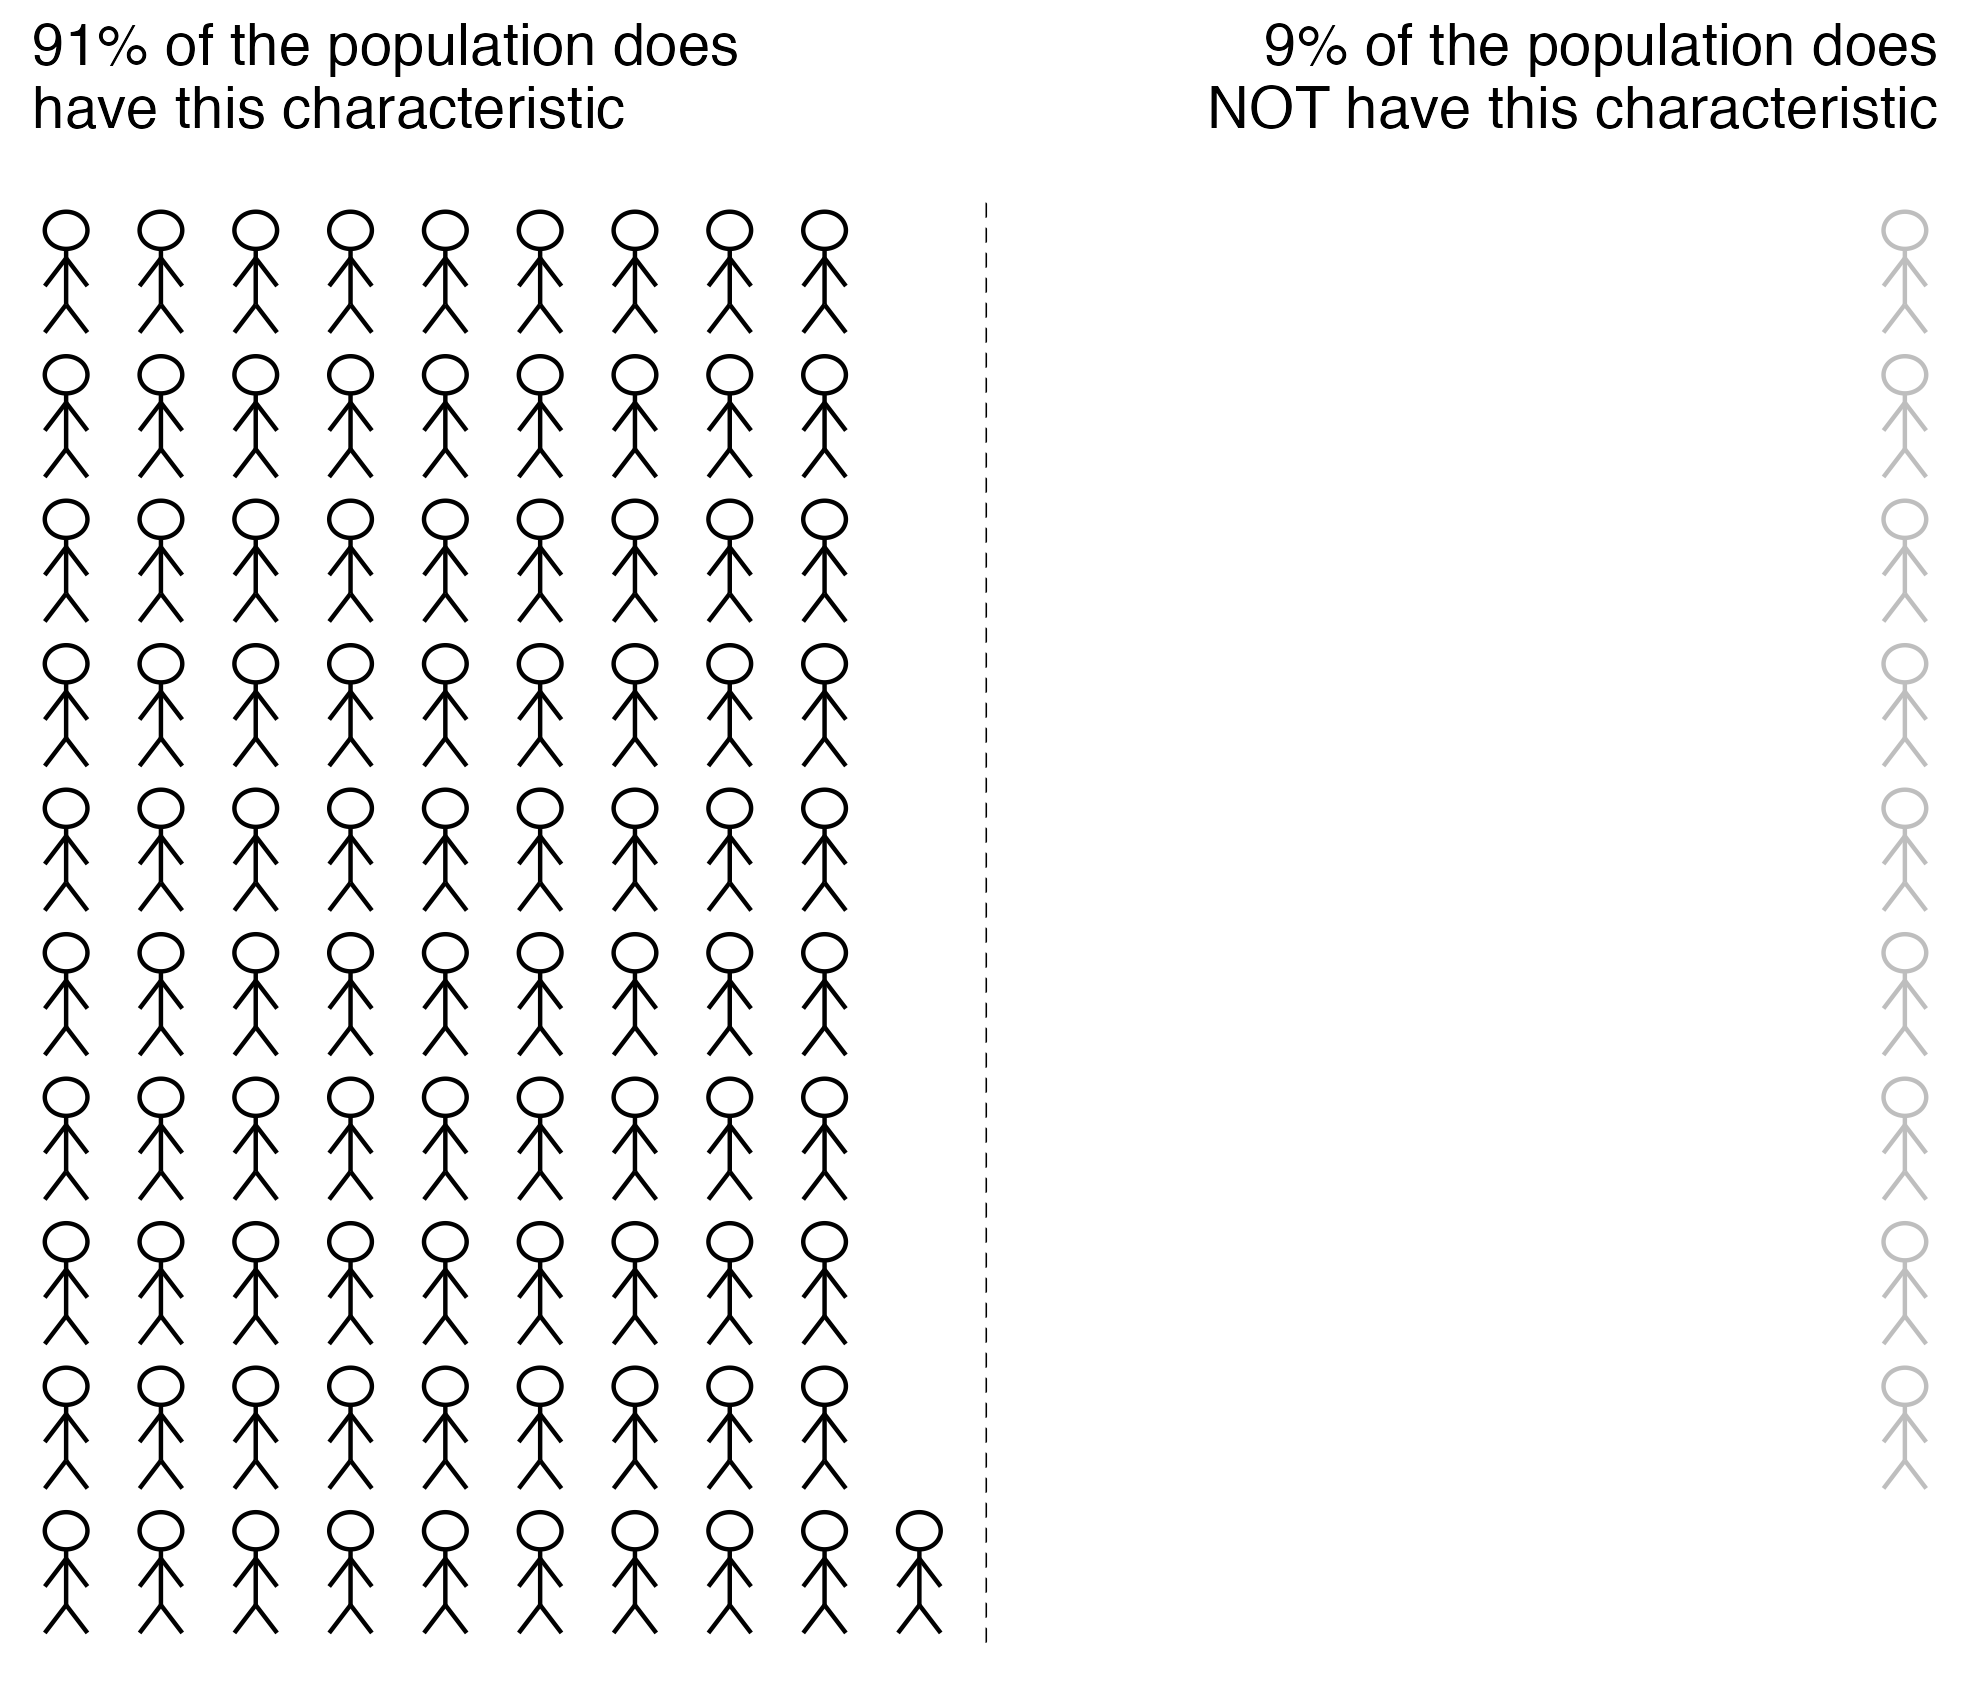 91% of the population does
have this characteristic
9% of the population does
NOT have this characteristic